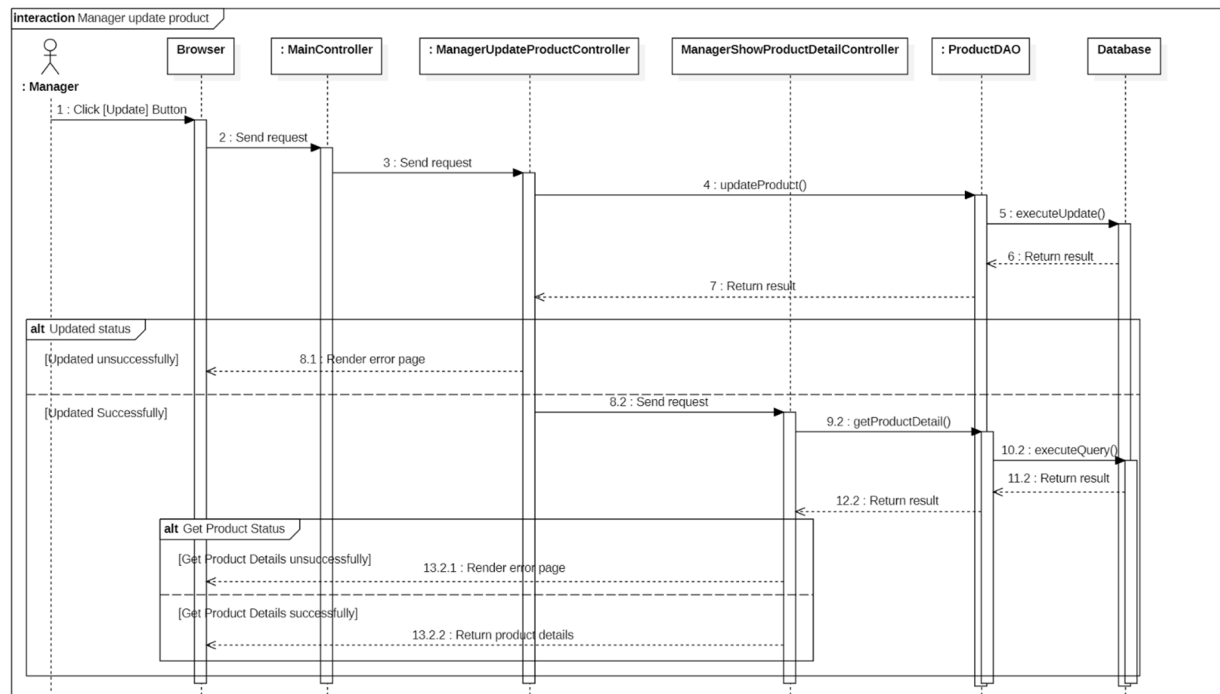 interaction Manager update product
: Manager
Browser
: MainController
: ManagerUpdateProductController
ManagerShowProductDetailController
: ProductDAO
Database
1 : Click [Update] Button
2 : Send request
3 : Send request
4 : updateProduct()
5 : executeUpdate()
6 : Return result
7 : Return result
alt Updated status
[Updated unsuccessfully]
8.1 : Render error page
[Updated Successfully]
8.2 : Send request
9.2 : getProductDetail()
10.2 : executeQuery()
11.2 : Return result
12.2 : Return result
alt Get Product Status
[Get Product Details unsuccessfully]
13.2.1 : Render error page
[Get Product Details successfully]
13.2.2 : Return product details